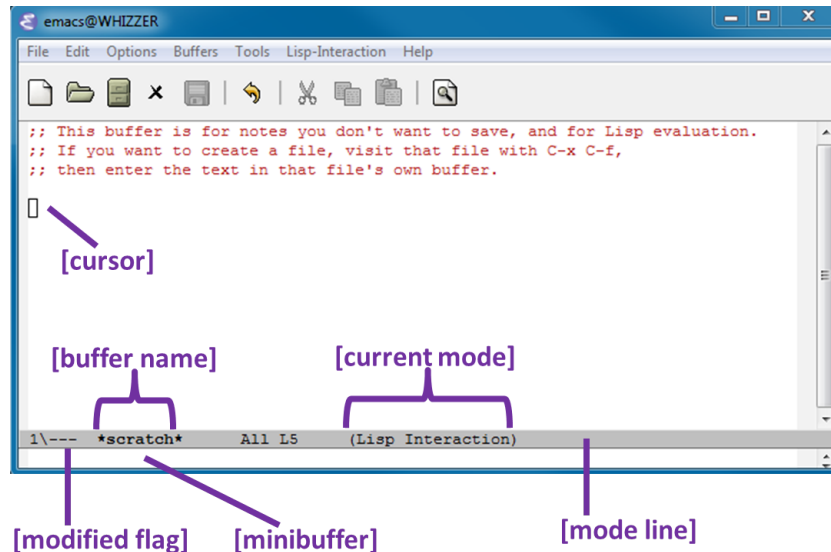 emacs@WHIZZER
File Edit Options Buffers Tools Lisp-Interaction Help
;; This buffer is for notes you don't want to save, and for Lisp evaluation.
;; If you want to create a file, visit that file with C-x C-f,
;; then enter the text in that file's own buffer.
[cursor]
[buffer name] [current mode]
1\--- *scratch* All L5 (Lisp Interaction)
[modified flag] [minibuffer] [mode line]